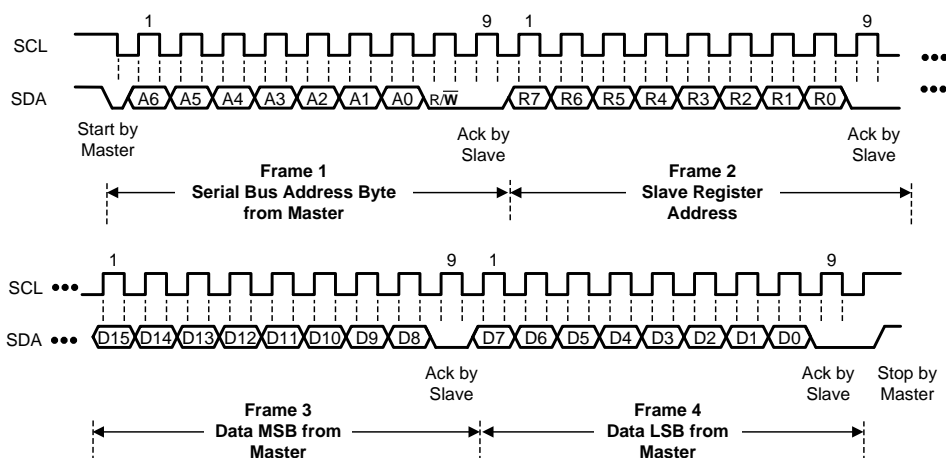 1 9 1 9
SCL
SDA A6 A5 A4 A3 A2 A1 A0 R/W̅ R7 R6 R5 R4 R3 R2 R1 R0
Start by
Master
Ack by
Slave
Ack by
Slave
Frame 1
Serial Bus Address Byte
from Master
Frame 2
Slave Register
Address
1 9 1 9
SCL
SDA D15 D14 D13 D12 D11 D10 D9 D8 D7 D6 D5 D4 D3 D2 D1 D0
Ack by
Slave
Ack by
Slave
Stop by
Master
Frame 3
Data MSB from
Master
Frame 4
Data LSB from
Master